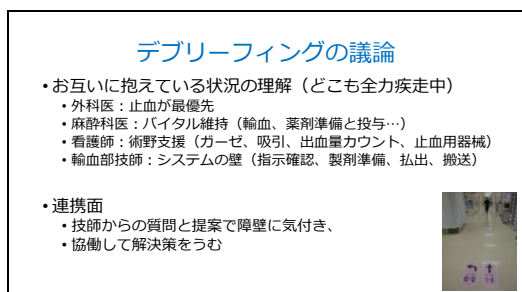 デブリーフィングの議論
• お互いに抱えている状況の理解（どこも全力疾走中）
• 外科医：止血が最優先
• 麻酔科医：バイタル維持（輸血、薬剤準備と投与…）
• 看護師：術野支援（ガーゼ、吸引、出血量カウント、止血用器械）
• 輸血部技師：システムの壁（指示確認、製剤準備、払出、搬送）
• 連携面
• 技師からの質問と提案で障壁に気付き、
• 協働して解決策をうむ